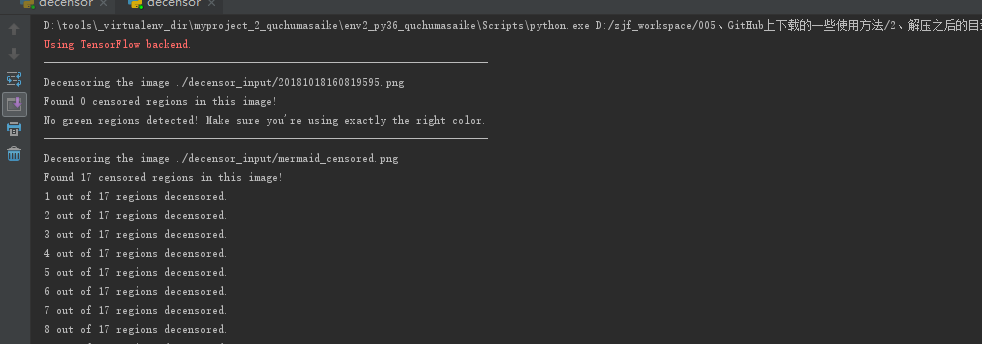 decensor decensor
D:\tools\_virtualenv_dir\myproject_2_quchumasaike\env2_py36_quchumasaike\Scripts\python.exe D:/zjf_workspace/005、GitHub上下载的一些使用方法/2、解压之后的目
Using TensorFlow backend.
Decensoring the image ./decensor_input/20181018160819595.png
Found 0 censored regions in this image!
No green regions detected! Make sure you're using exactly the right color.
Decensoring the image ./decensor_input/mermaid_censored.png
Found 17 censored regions in this image!
1 out of 17 regions decensored.
2 out of 17 regions decensored.
3 out of 17 regions decensored.
4 out of 17 regions decensored.
5 out of 17 regions decensored.
6 out of 17 regions decensored.
7 out of 17 regions decensored.
8 out of 17 regions decensored.